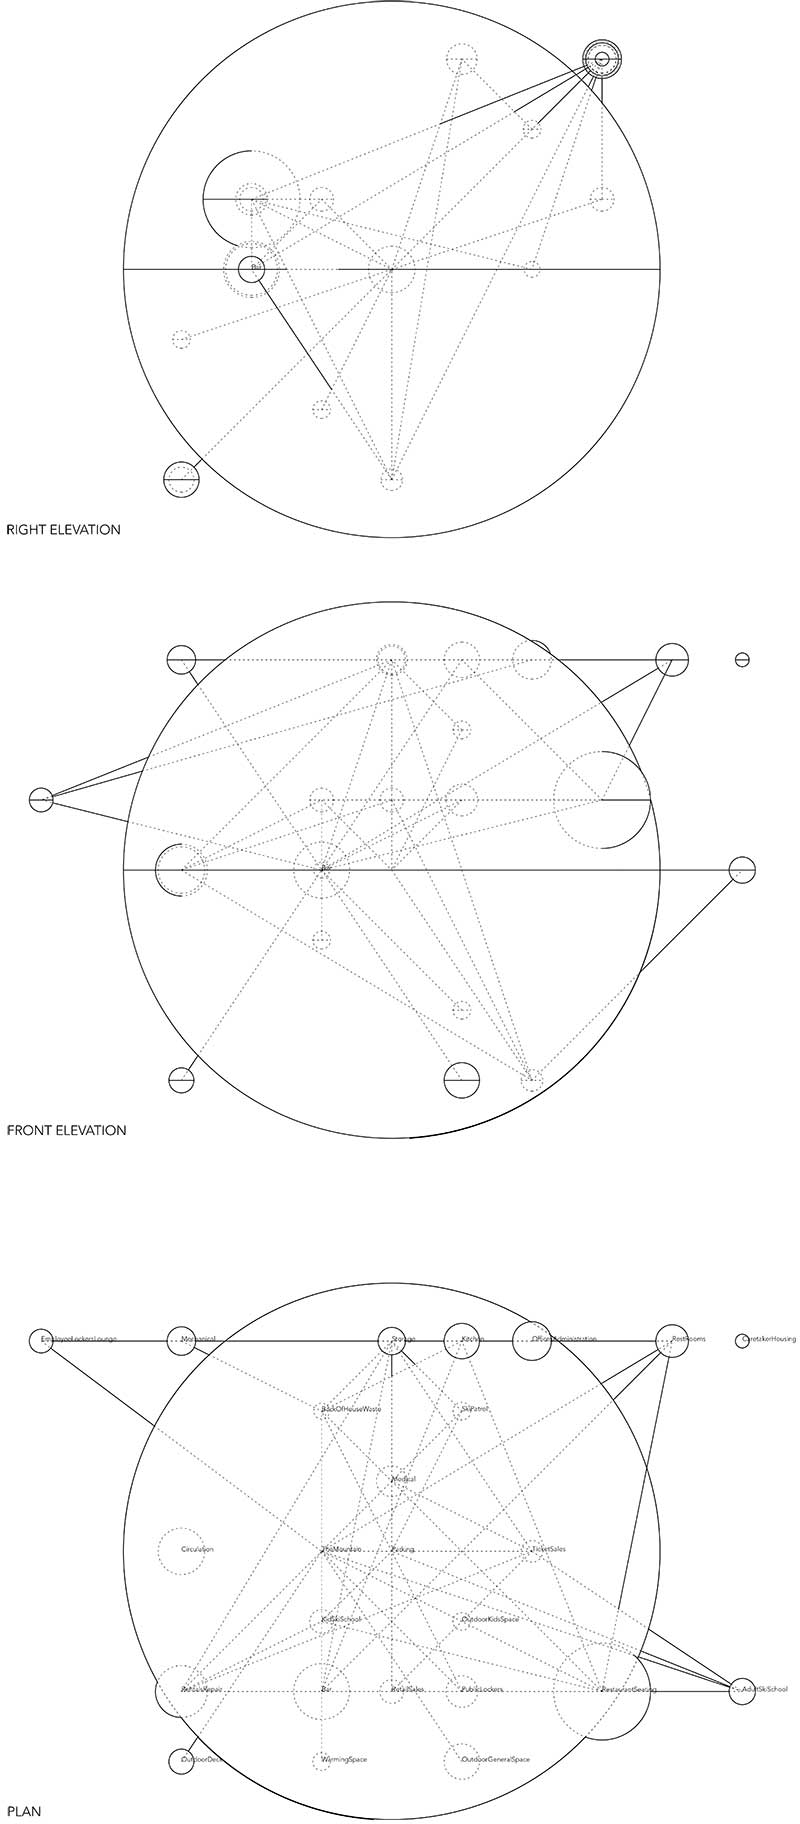 Bar
RIGHT ELEVATION
Bar
FRONT ELEVATION
EmployeeLockersLounge
Mechanical
Storage
Kitchen
OfficeAdministration
RestRooms
CaretakerHousing
BackOfHouseWaste
SkiPatrol
Medical
Circulation
TheMountain
Parking
TicketSales
KidSkiSchool
OutdoorKidsSpace
RentalsRepair
Bar
RetailSales
PublicLockers
RestaurantSeating
AdultSkiSchool
OutdoorDeck
WarmingSpace
OutdoorGeneralSpace
PLAN